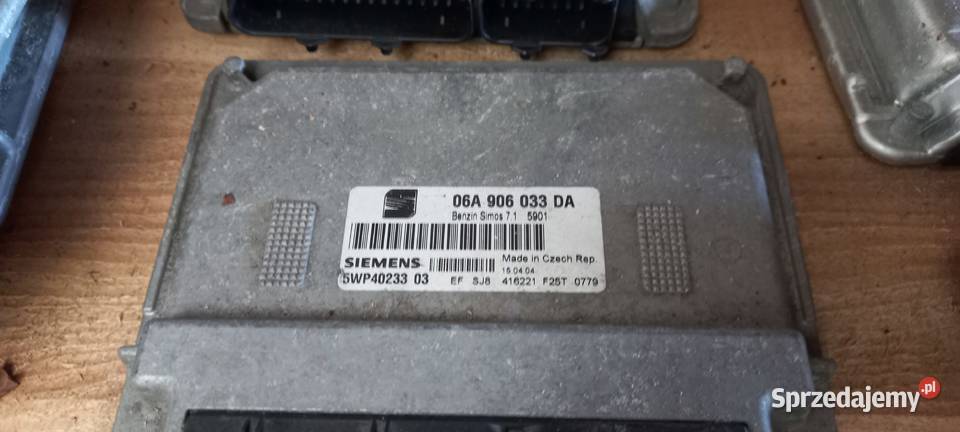 06A 906 033 DA
Benzin Simos 7.1 5901
SIEMENS
Made in Czech Rep.
15.04.04
5WP40233 03
EF SJ8 416221 F25T 0779
Sprzedajemy.pl